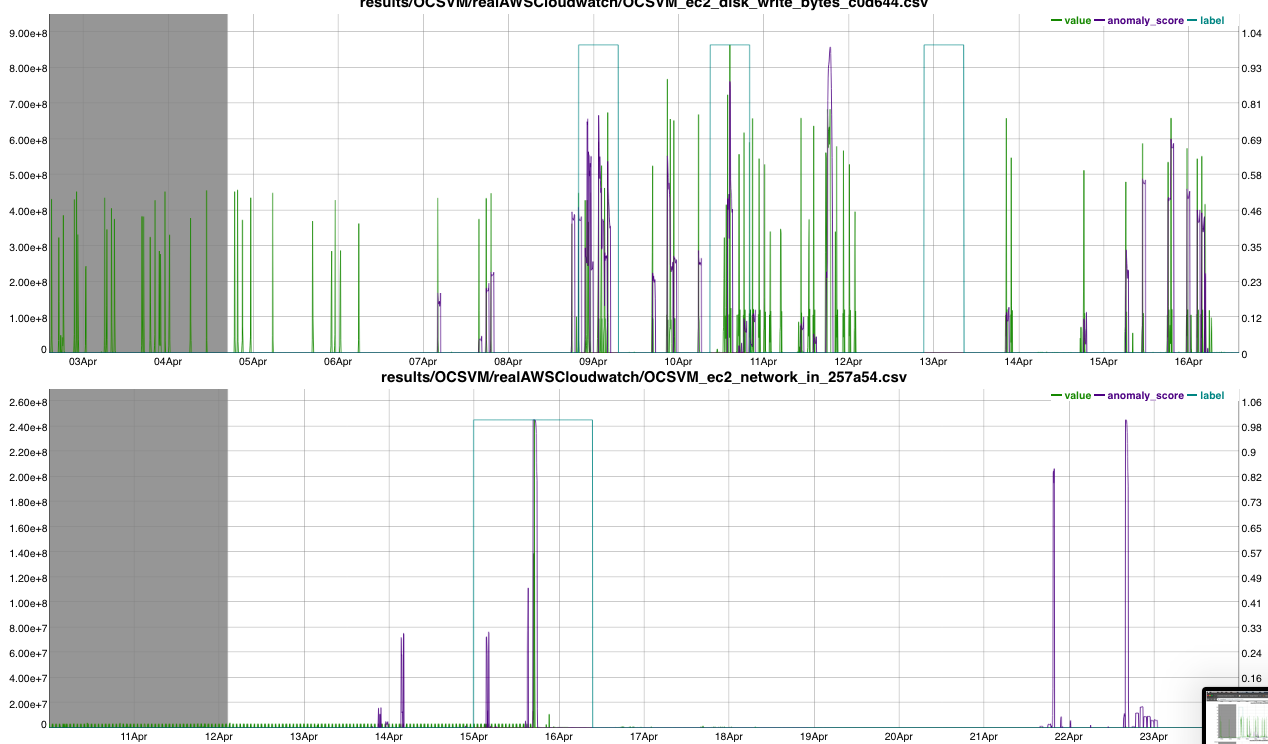 results/OCSVM/realAWSCloudwatch/OCSVM_ec2_disk_write_bytes_c0d644.csv
value anomaly_score label
9.00e+8 1.04
8.00e+8 0.93
7.00e+8 0.81
6.00e+8 0.69
5.00e+8 0.58
4.00e+8 0.46
3.00e+8 0.35
2.00e+8 0.23
1.00e+8 0.12
0 0
03Apr 04Apr 05Apr 06Apr 07Apr 08Apr 09Apr 10Apr 11Apr 12Apr 13Apr 14Apr 15Apr 16Apr
results/OCSVM/realAWSCloudwatch/OCSVM_ec2_network_in_257a54.csv
value anomaly_score label
2.60e+8 1.06
2.40e+8 0.98
2.20e+8 0.9
2.00e+8 0.82
1.80e+8 0.73
1.60e+8 0.65
1.40e+8 0.57
1.20e+8 0.49
1.00e+8 0.41
8.00e+7 0.33
6.00e+7 0.24
4.00e+7 0.16
2.00e+7
0
11Apr 12Apr 13Apr 14Apr 15Apr 16Apr 17Apr 18Apr 19Apr 20Apr 21Apr 22Apr 23Apr